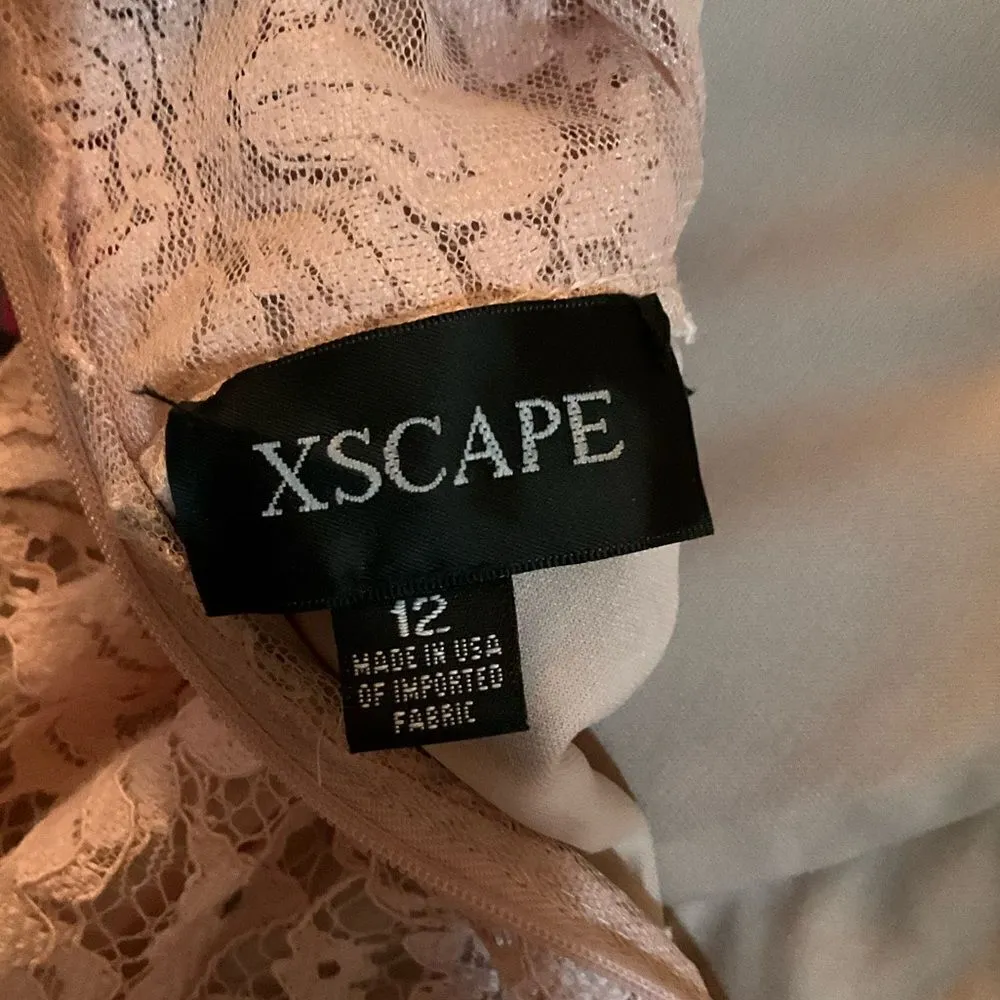 XSCAPE
12
MADE IN USA
OF IMPORTED
FABRIC